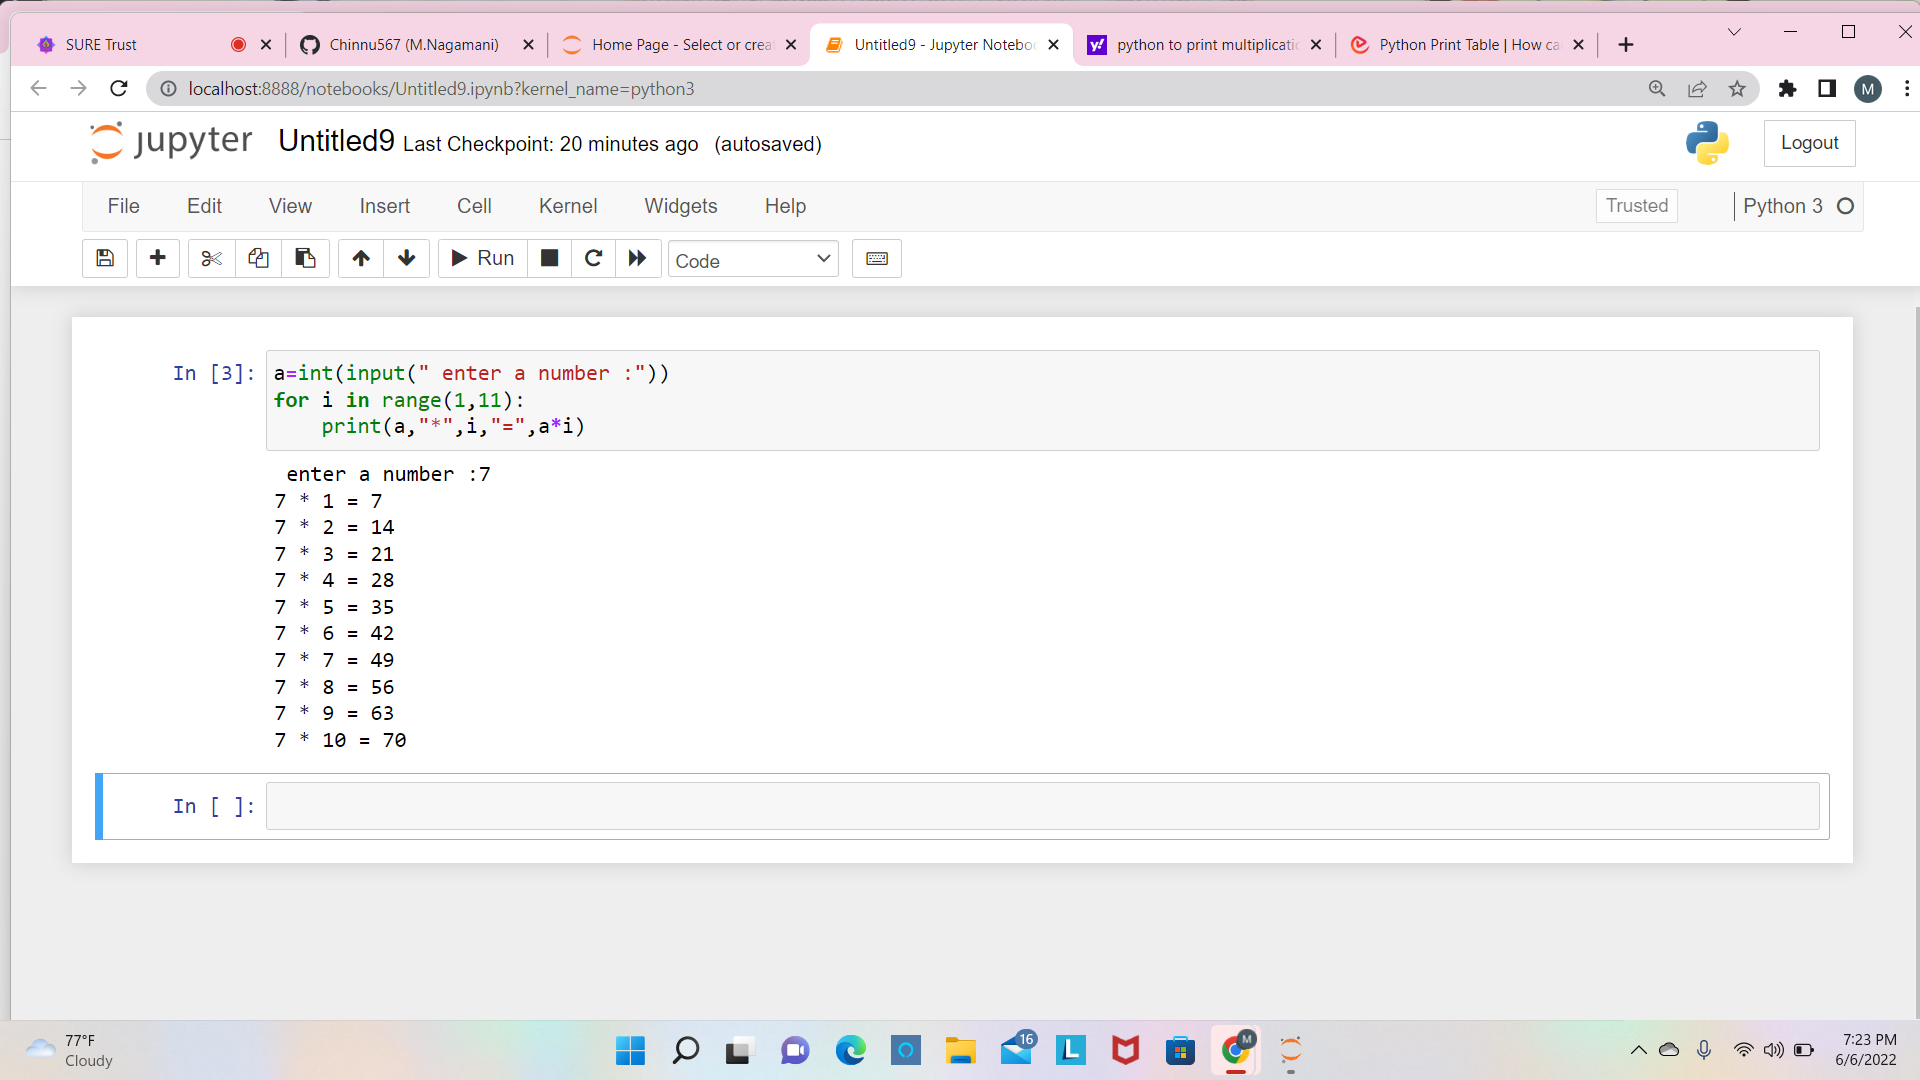 SURE Trust
Chinnu567 (M.Nagamani)
Home Page - Select or crea
Untitled9 - Jupyter Notebo
python to print multiplicati
Python Print Table | How ca
localhost:8888/notebooks/Untitled9.ipynb?kernel_name=python3
M
jupyter Untitled9 Last Checkpoint: 20 minutes ago (autosaved)
Logout
File Edit View Insert Cell Kernel Widgets Help
Trusted
Python 3
Run
Code
In [3]: a=int(input(" enter a number :"))
for i in range(1,11):
    print(a,"*",i,"=",a*i)
 enter a number :7
7 * 1 = 7
7 * 2 = 14
7 * 3 = 21
7 * 4 = 28
7 * 5 = 35
7 * 6 = 42
7 * 7 = 49
7 * 8 = 56
7 * 9 = 63
7 * 10 = 70
In [ ]:
77°F
Cloudy
16
L
M
7:23 PM
6/6/2022